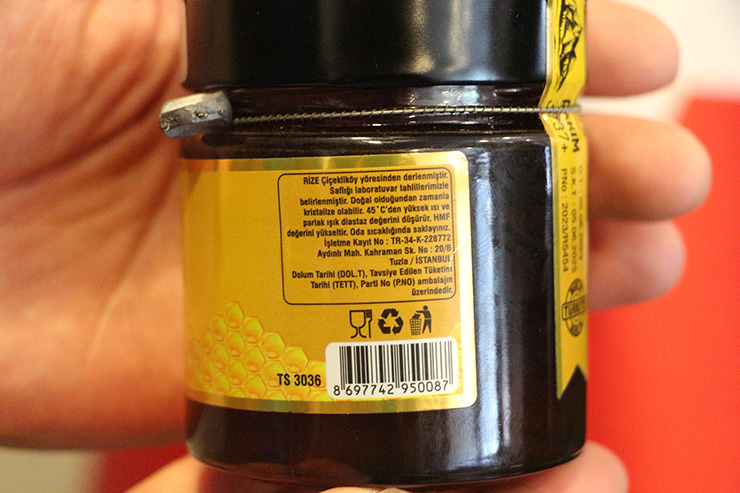 RİZE Çiçekliköy yöresinden derlenmiştir.
Saflığı laboratuvar tahlillerimizle
belirlenmiştir. Doğal olduğundan zamanla
kristalize olabilir. 45˚C'den yüksek ısı ve
parlak ışık diastaz değerini düşürür, HMF
değerini yükseltir. Oda sıcaklığında saklayınız.
İşletme Kayıt No : TR-34-K-228772
Aydınlı Mah. Kahraman Sk. No : 20/B
Tuzla / İSTANBUL
Dolum Tarihi (DOL.T), Tavsiye Edilen Tüketim
Tarihi (TETT), Parti No (P.NO) ambalajın
üzerindedir.
TS 3036
8 697742 950087
PNo : 2023/R5454
TÜRKİYE